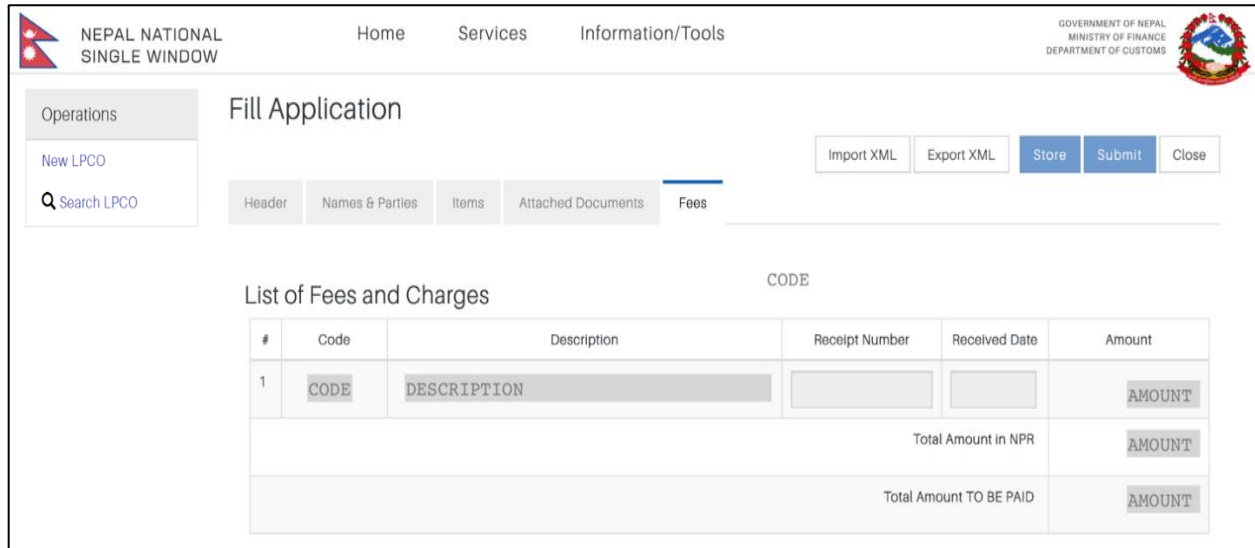 NEPAL NATIONAL
SINGLE WINDOW
Home Services Information/Tools
GOVERNMENT OF NEPAL
MINISTRY OF FINANCE
DEPARTMENT OF CUSTOMS
Operations
New LPCO
Search LPCO
Fill Application
Import XML Export XML Store Submit Close
Header Names & Parties Items Attached Documents Fees
CODE
List of Fees and Charges
# Code Description Receipt Number Received Date Amount
1 CODE DESCRIPTION AMOUNT
Total Amount in NPR AMOUNT
Total Amount TO BE PAID AMOUNT